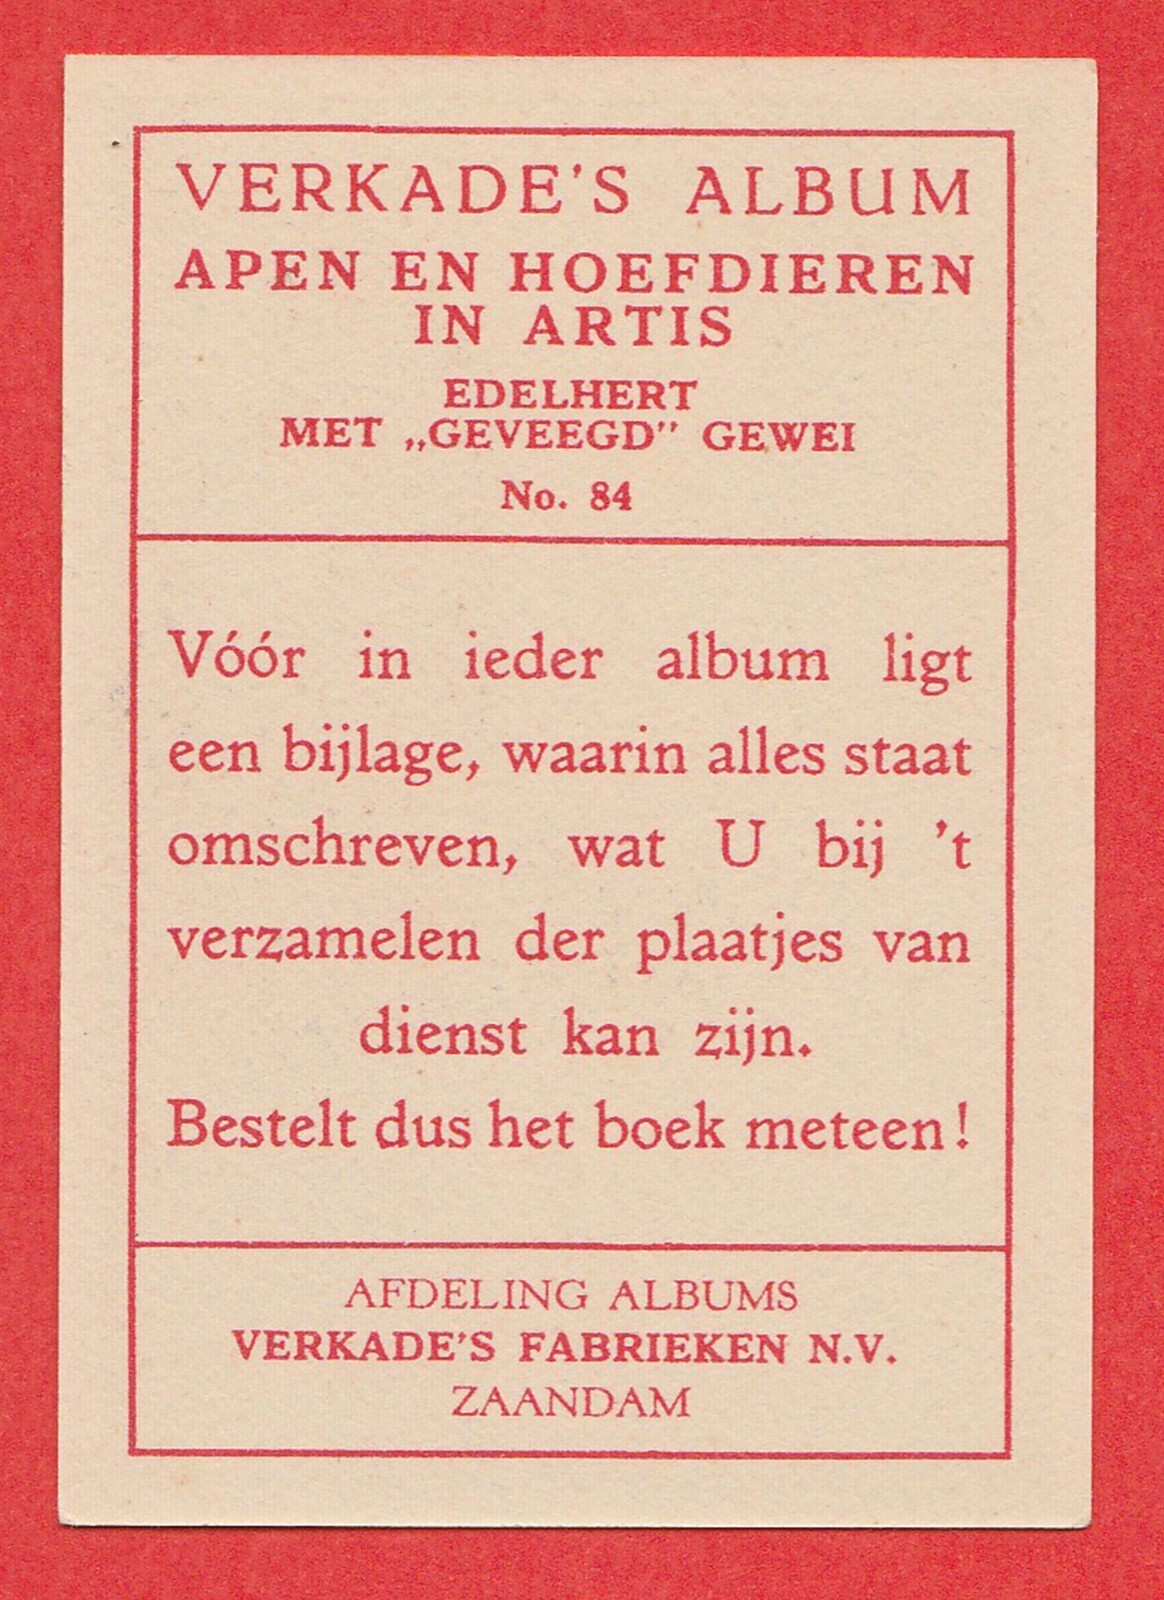 VERKADE'S ALBUM
APEN EN HOEFDIEREN
IN ARTIS
EDELHERT
MET „GEVEEGD" GEWEI
No. 84
Vóór in ieder album ligt
een bijlage, waarin alles staat
omschreven, wat U bij 't
verzamelen der plaatjes van
dienst kan zijn.
Bestelt dus het boek meteen!
AFDELING ALBUMS
VERKADE'S FABRIEKEN N.V.
ZAANDAM